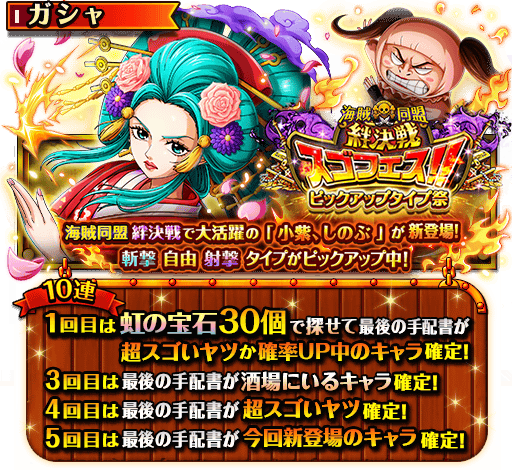 ガシャ
海賊同盟
絆決戦
スゴフェス!!
ピックアップタイプ祭
海賊同盟 絆決戦で大活躍の「小紫、しのぶ」が新登場!
斬撃 自由 射撃 タイプがピックアップ中!
10連
1回目は虹の宝石30個で探せて最後の手配書が
超スゴいヤツか確率UP中のキャラ確定!
3回目は最後の手配書が酒場にいるキャラ確定!
4回目は最後の手配書が超スゴいヤツ確定!
5回目は最後の手配書が今回新登場のキャラ確定!